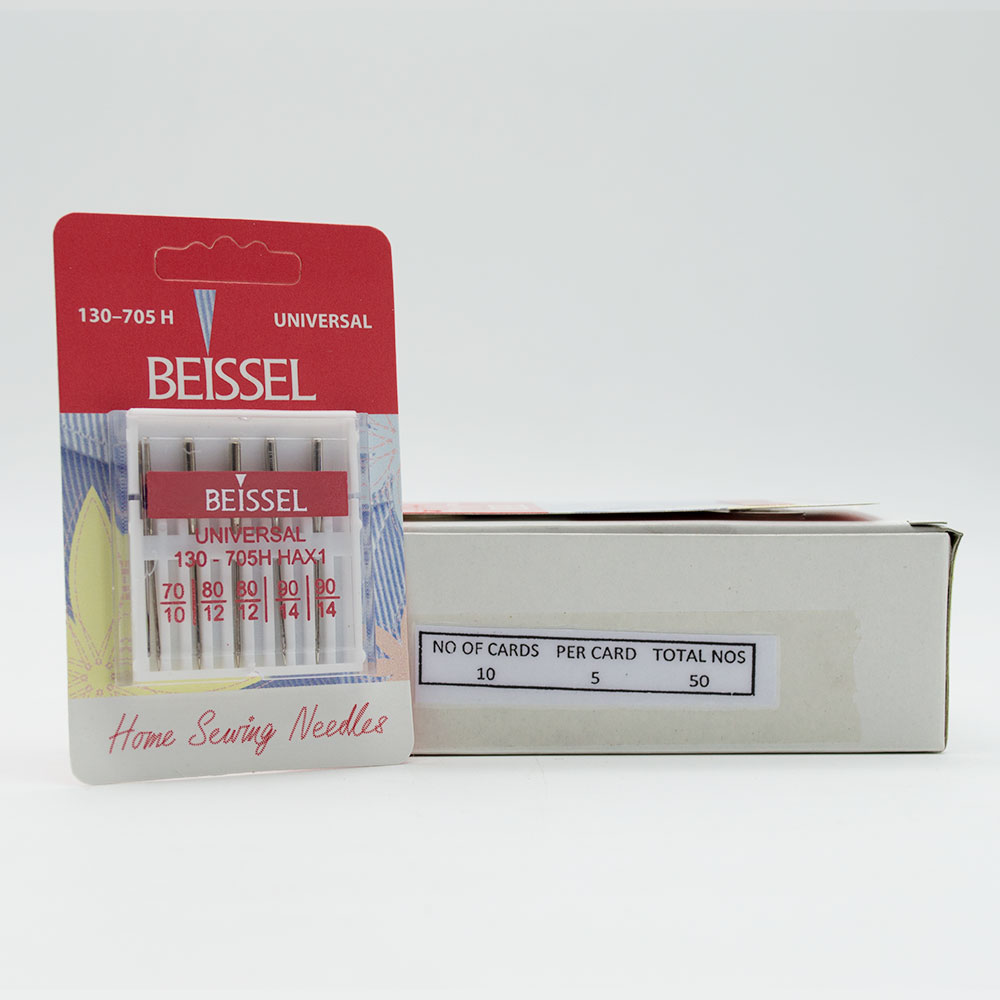 130–705 H UNIVERSAL
BEISSEL
BEISSEL
UNIVERSAL
130 - 705H HAX1
70 80 80 90 90
10 12 12 14 14
Home Sewing Needles
NO OF CARDS PER CARD TOTAL NOS
10 5 50